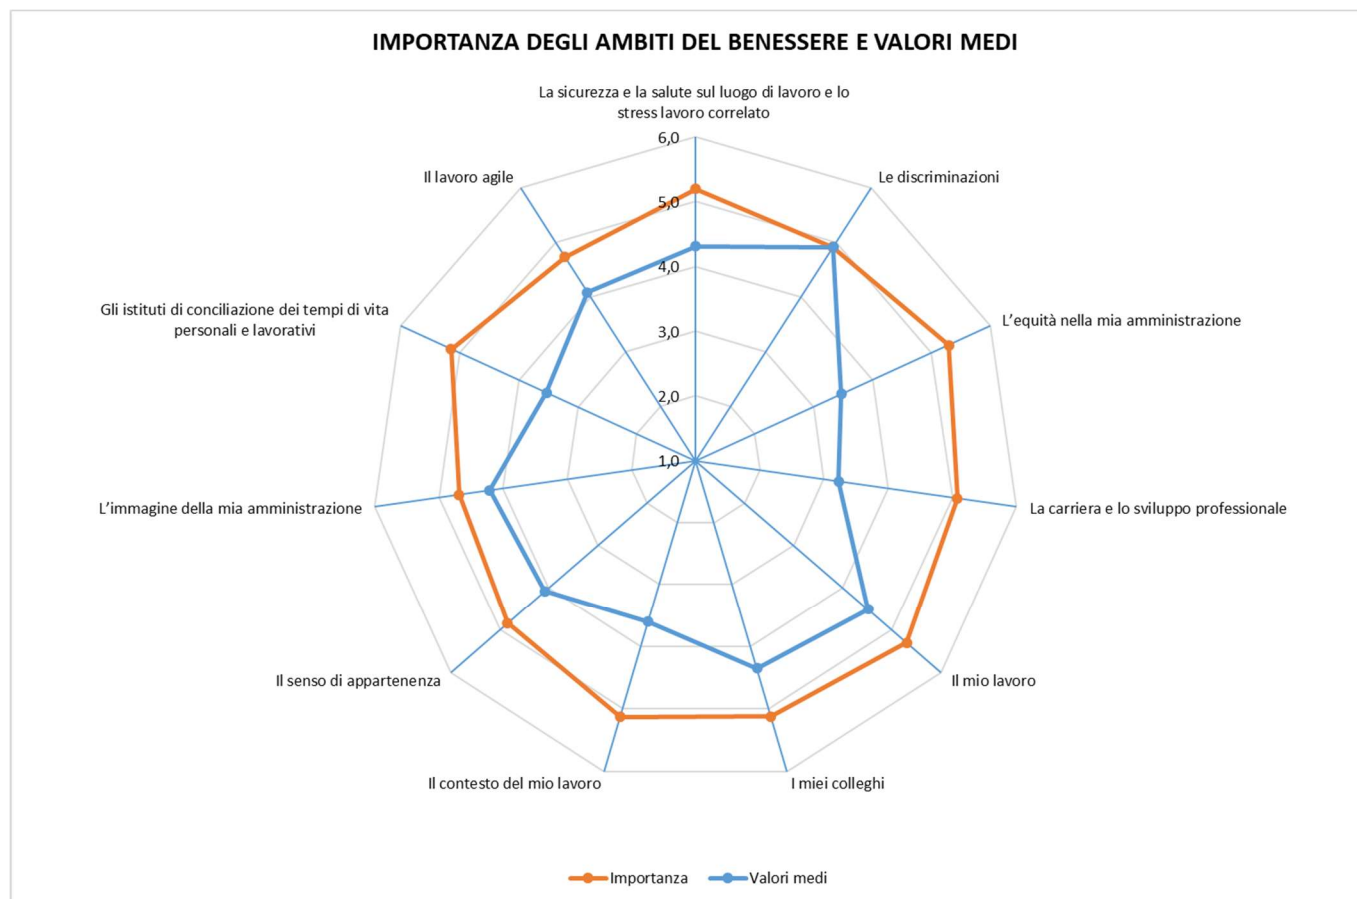 IMPORTANZA DEGLI AMBITI DEL BENESSERE E VALORI MEDI
La sicurezza e la salute sul luogo di lavoro e lo
stress lavoro correlato
6,0
Il lavoro agile
Le discriminazioni
5,0
4,0
Gli istituti di conciliazione dei tempi di vita
personali e lavorativi
L’equità nella mia amministrazione
3,0
2,0
1,0
L’immagine della mia amministrazione
La carriera e lo sviluppo professionale
Il senso di appartenenza
Il mio lavoro
Il contesto del mio lavoro
I miei colleghi
Importanza
Valori medi